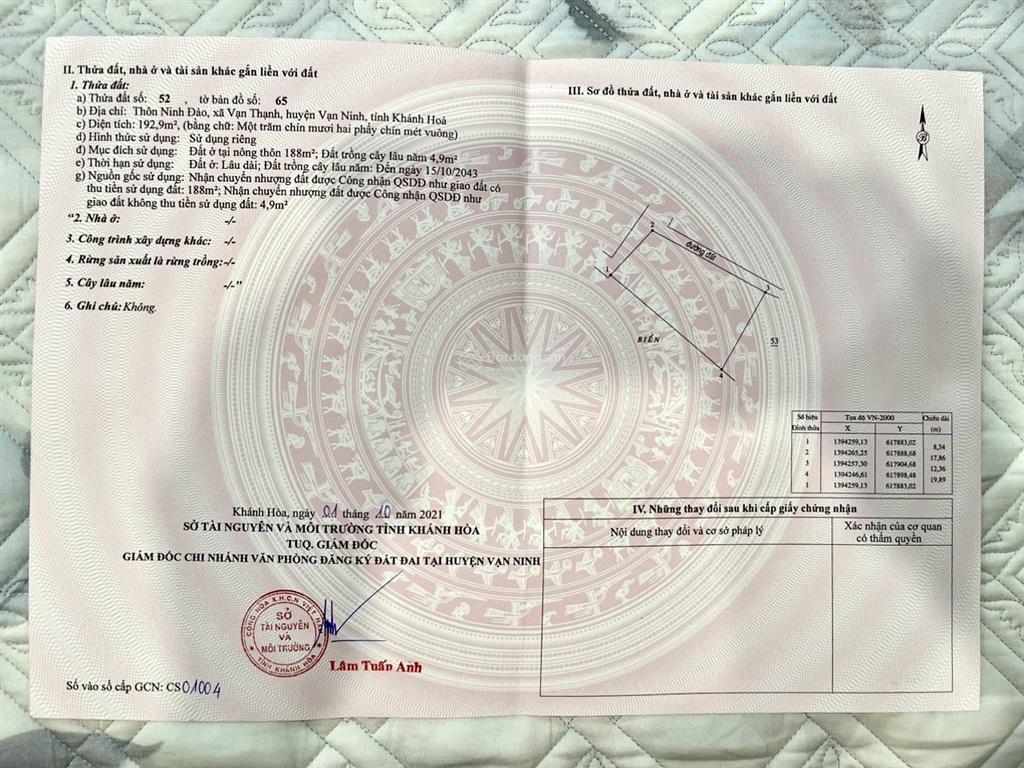 II. Thửa đất, nhà ở và tài sản khác gắn liền với đất
1. Thửa đất:
a) Thửa đất số: 52 , tờ bản đồ số: 65
b) Địa chỉ: Thôn Ninh Đảo, xã Vạn Thạnh, huyện Vạn Ninh, tỉnh Khánh Hoà
c) Diện tích: 192,9m², (bằng chữ: Một trăm chín mươi hai phẩy chín mét vuông)
d) Hình thức sử dụng: Sử dụng riêng
đ) Mục đích sử dụng: Đất ở tại nông thôn 188m²; Đất trồng cây lâu năm 4,9m²
e) Thời hạn sử dụng: Đất ở: Lâu dài; Đất trồng cây lâu năm: Đến ngày 15/10/2043
g) Nguồn gốc sử dụng: Nhận chuyển nhượng đất được Công nhận QSDĐ như giao đất có
thu tiền sử dụng đất: 188m²; Nhận chuyển nhượng đất được Công nhận QSDĐ như
giao đất không thu tiền sử dụng đất: 4,9m²
“2. Nhà ở: -/-
3. Công trình xây dựng khác: -/-
4. Rừng sản xuất là rừng trồng:-/-
5. Cây lâu năm: -/-”
6. Ghi chú: Không.
Khánh Hòa, ngày 01 tháng 10 năm 2021
SỞ TÀI NGUYÊN VÀ MÔI TRƯỜNG TỈNH KHÁNH HÒA
TUQ. GIÁM ĐỐC
GIÁM ĐỐC CHI NHÁNH VĂN PHÒNG ĐĂNG KÝ ĐẤT ĐAI TẠI HUYỆN VẠN NINH
CỘNG HÒA X.H.C.N VIỆT NAM
SỞ
TÀI NGUYÊN
VÀ
MÔI TRƯỜNG
TỈNH KHÁNH HÒA
Lâm Tuấn Anh
Số vào sổ cấp GCN: CS01004
III. Sơ đồ thửa đất, nhà ở và tài sản khác gắn liền với đất
B
2
đường đất
1
3
BIỂN
53
4
Số hiệu Đỉnh thửa Tọa độ VN-2000 Chiều dài (m)
X Y
1 1394259,13 617883,02
8,34
2 1394265,25 617888,68
17,86
3 1394257,30 617904,68
12,36
4 1394246,61 617898,48
19,89
1 1394259,13 617883,02
IV. Những thay đổi sau khi cấp giấy chứng nhận
Nội dung thay đổi và cơ sở pháp lý
Xác nhận của cơ quan
có thẩm quyền
Batdongsan